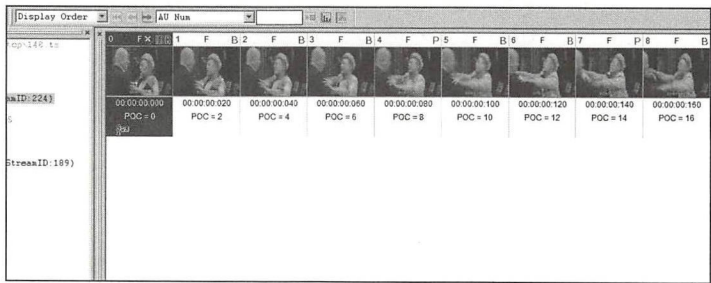 Display Order
AU Num
top\148.ts
0 F
1 F B
2 F B
3 F B
4 F P
5 F B
6 F B
7 F P
8 F B
amID:224)
00:00:00.000
00:00:00:020
00:00:00:040
00:00:00:060
00:00:00:080
00:00:00:100
00:00:00:120
00:00:00:140
00:00:00:160
POC = 0
POC = 2
POC = 4
POC = 6
POC = 8
POC = 10
POC = 12
POC = 14
POC = 16
StreamID:189)